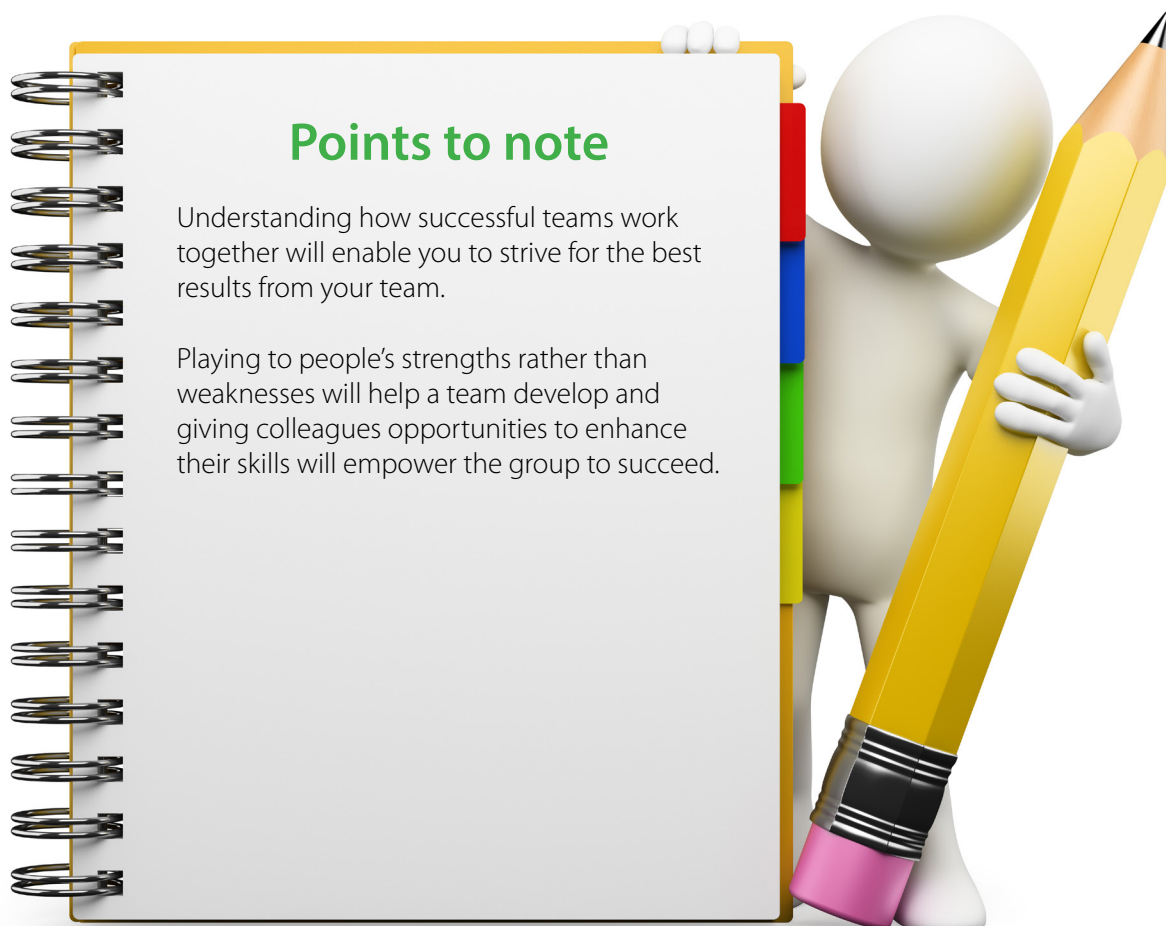 Points to note
Understanding how successful teams work
together will enable you to strive for the best
results from your team.
Playing to people’s strengths rather than
weaknesses will help a team develop and
giving colleagues opportunities to enhance
their skills will empower the group to succeed.